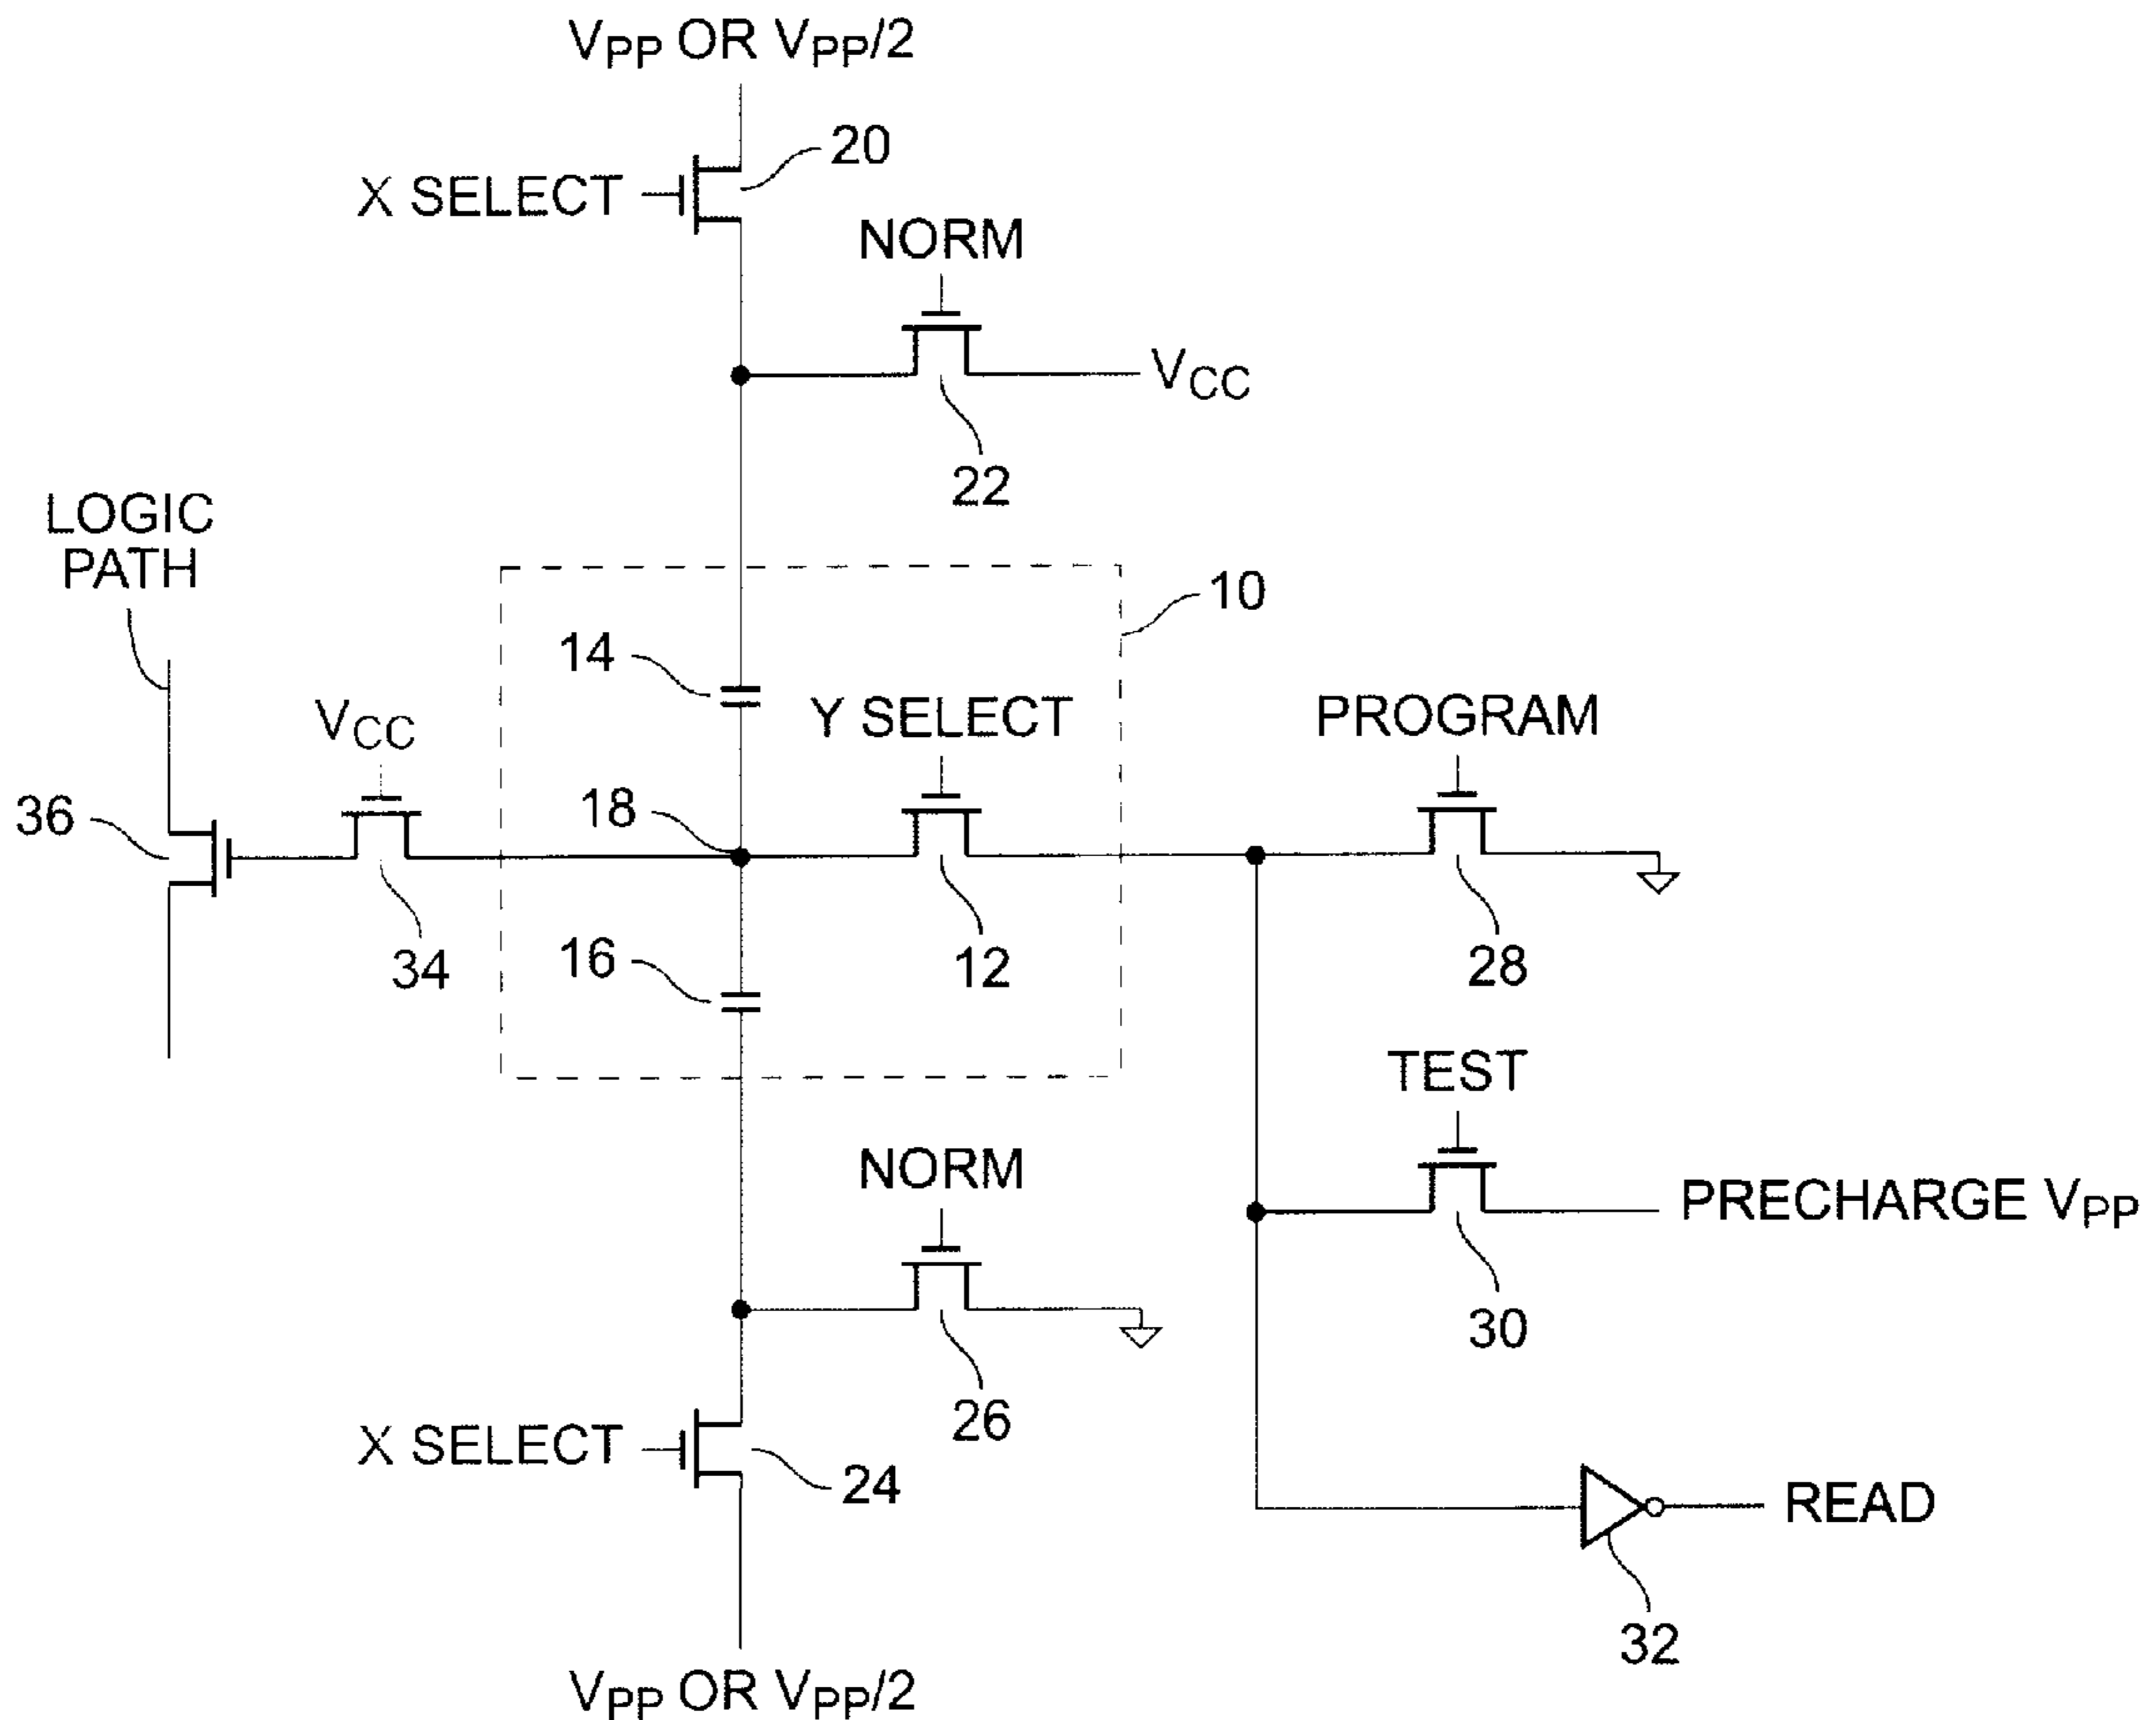 VPP OR VPP/2
20
X SELECT
NORM
VCC
22
LOGIC
PATH
10
14
VCC
Y SELECT
PROGRAM
36
18
16
34
12
28
TEST
NORM
PRECHARGE VPP
30
26
X SELECT
24
READ
32
VPP OR VPP/2